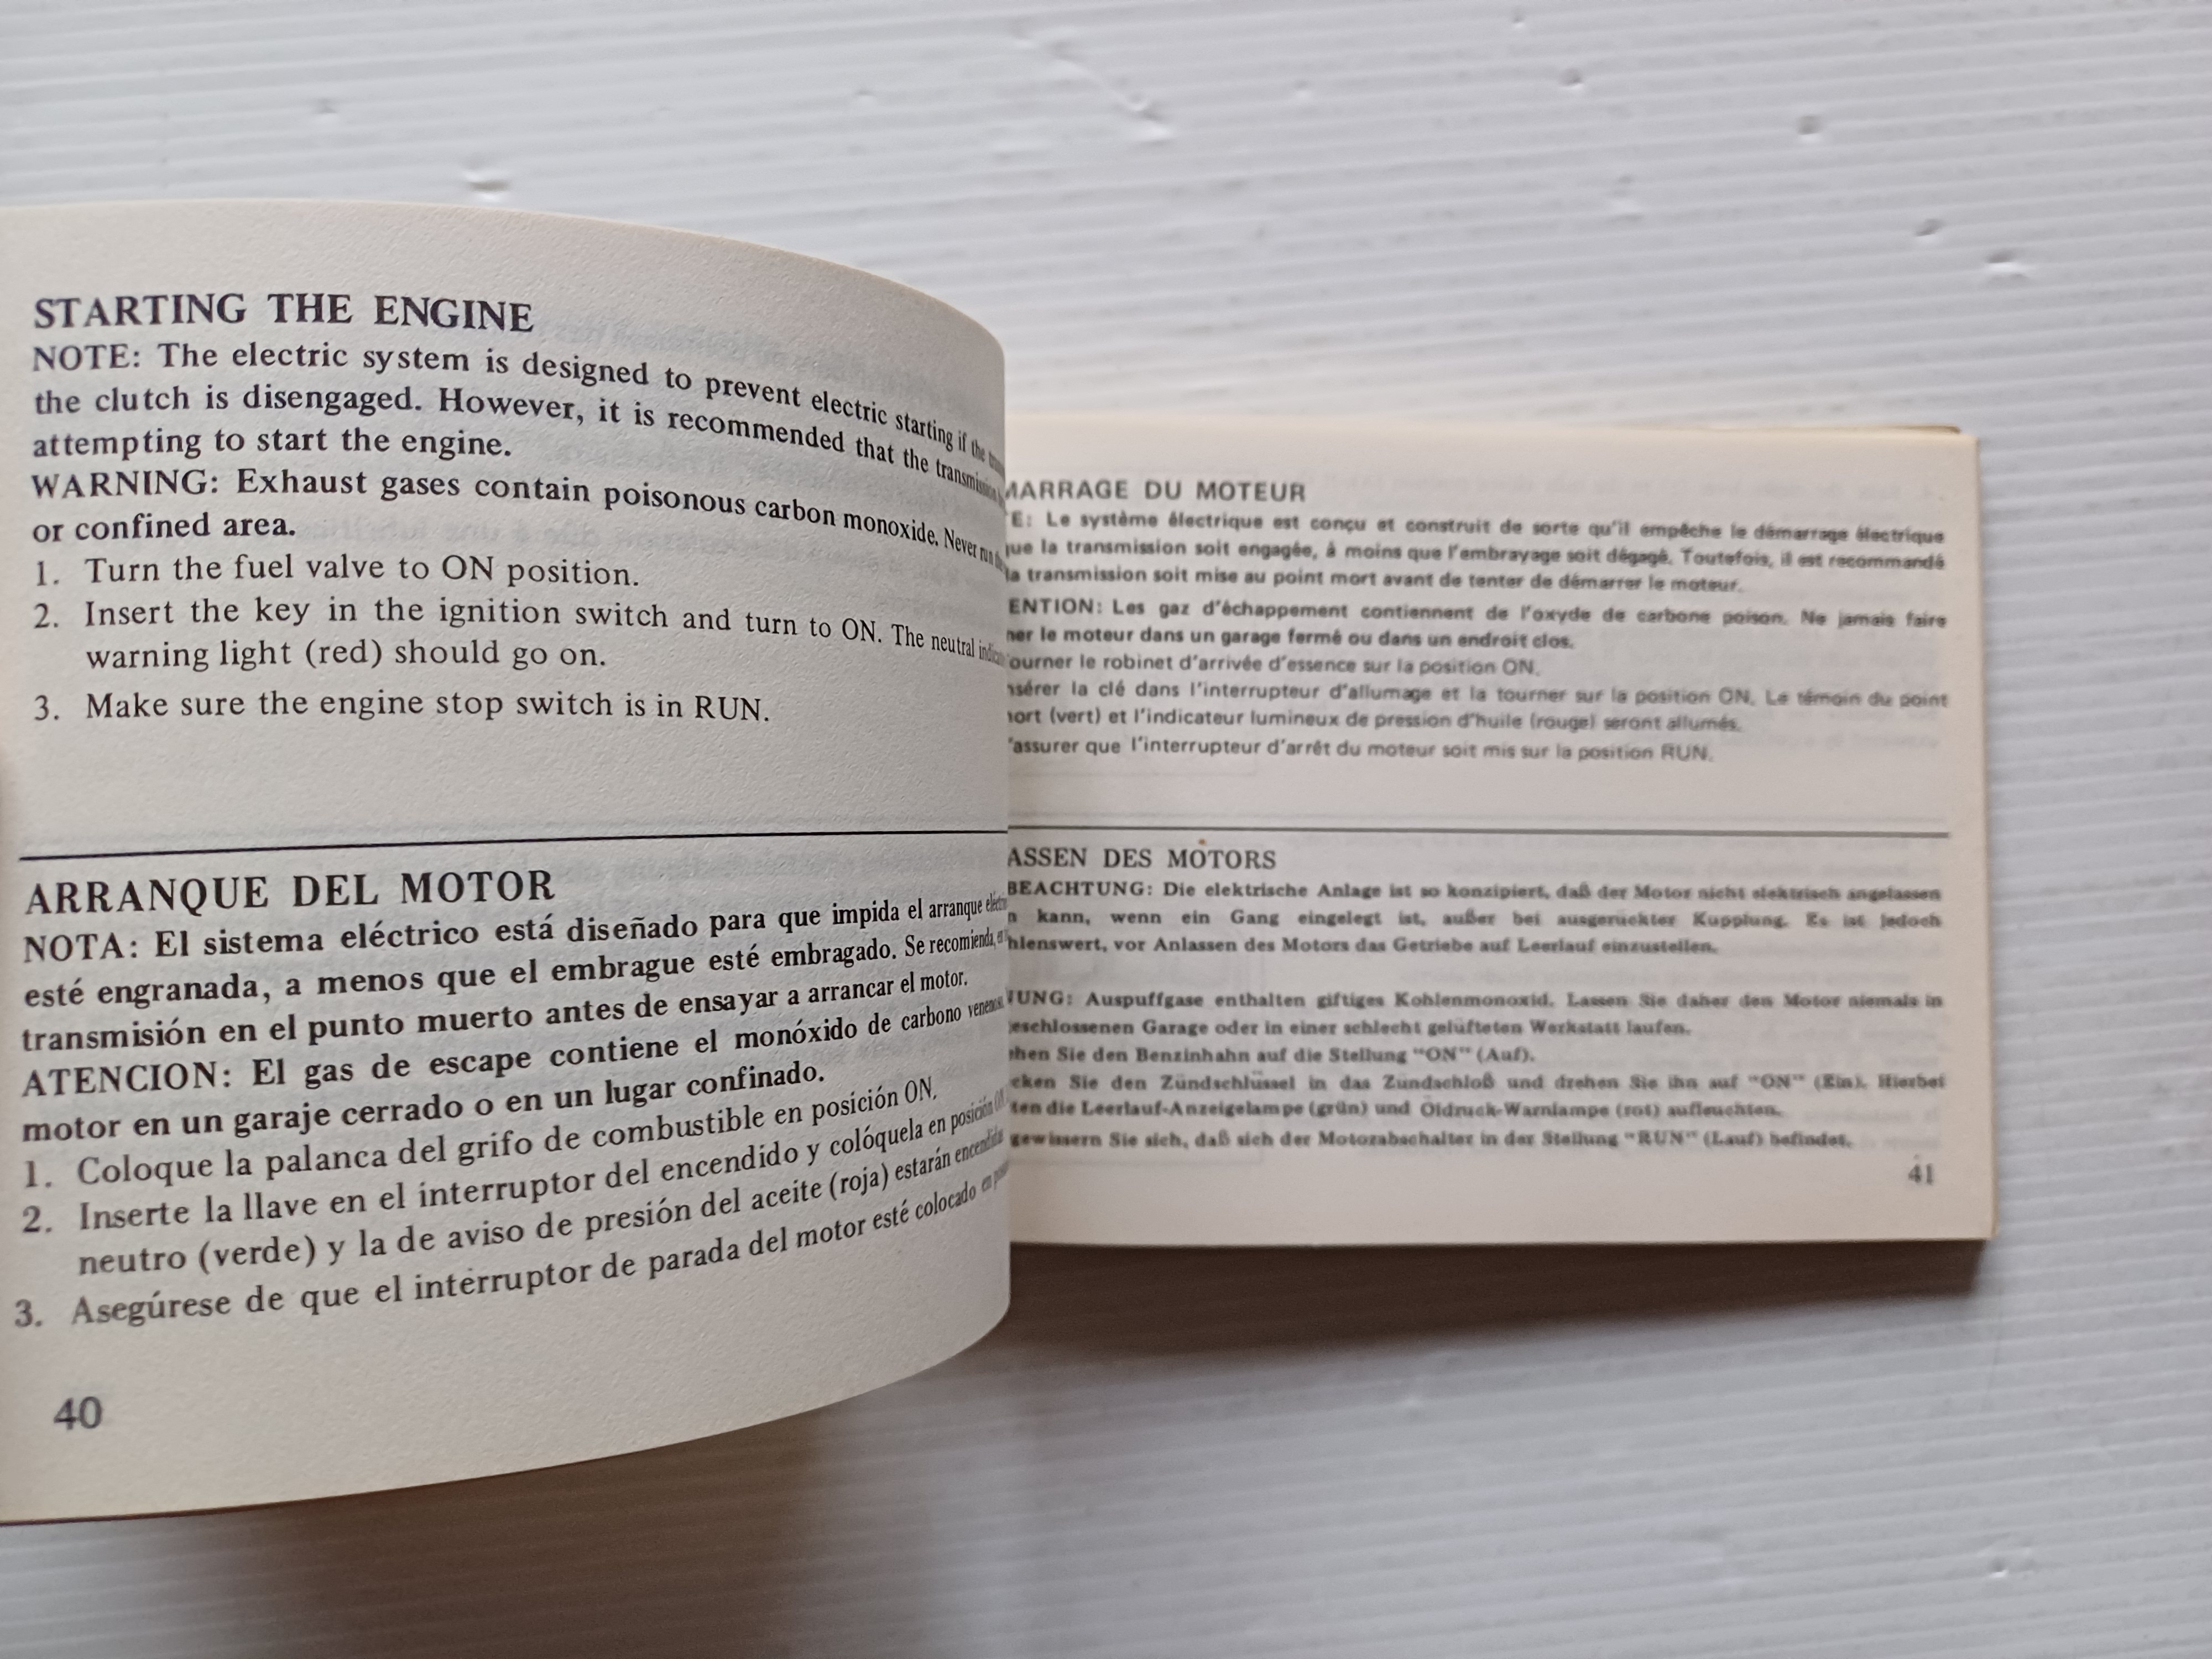 STARTING THE ENGINE
NOTE: The electric system is designed to prevent electric starting if the
the clutch is disengaged. However, it is recommended that the transmission
attempting to start the engine.
WARNING: Exhaust gases contain poisonous carbon monoxide. Never run
or confined area.
1. Turn the fuel valve to ON position.
2. Insert the key in the ignition switch and turn to ON. The neutral
warning light (red) should go on.
3. Make sure the engine stop switch is in RUN.
ARRANQUE DEL MOTOR
NOTA: El sistema eléctrico está diseñado para que impida el arranque
esté engranada, a menos que el embrague esté embragado. Se recomienda,
transmisión en el punto muerto antes de ensayar a arrancar el motor.
ATENCION: El gas de escape contiene el monóxido de carbono
motor en un garaje cerrado o en un lugar confinado.
1. Coloque la palanca del grifo de combustible en posición ON.
2. Inserte la llave en el interruptor del encendido y colóquela en posición
neutro (verde) y la de aviso de presión del aceite (roja) estarán
3. Asegúrese de que el interruptor de parada del motor esté colocado
40
MARRAGE DU MOTEUR
E: Le système électrique est conçu et construit de sorte qu'il empêche le démarrage électrique
que la transmission soit engagée, à moins que l'embrayage soit dégagé. Toutefois, il est recommandé
la transmission soit mise au point mort avant de tenter de démarrer le moteur.
ENTION: Les gaz d'échappement contiennent de l'oxyde de carbone poison. Ne jamais faire
ner le moteur dans un garage fermé ou dans un endroit clos.
ourner le robinet d'arrivée d'essence sur la position ON.
nsérer la clé dans l'interrupteur d'allumage et la tourner sur la position ON. Le témoin du point
nort (vert) et l'indicateur lumineux de pression d'huile (rouge) seront allumés.
'assurer que l'interrupteur d'arrêt du moteur soit mis sur la position RUN.
ASSEN DES MOTORS
BEACHTUNG: Die elektrische Anlage ist so konzipiert, daß der Motor nicht elektrisch angelassen
n kann, wenn ein Gang eingelegt ist, außer bei ausgerückter Kupplung. Es ist jedoch
hlenswert, vor Anlassen des Motors das Getriebe auf Leerlauf einzustellen.
NUNG: Auspuffgase enthalten giftiges Kohlenmonoxid. Lassen Sie daher den Motor niemals in
eschlossenen Garage oder in einer schlecht gelüfteten Werkstatt laufen.
hen Sie den Benzinhahn auf die Stellung "ON" (Auf).
cken Sie den Zündschlüssel in das Zündschloß und drehen Sie ihn auf "ON" (Ein). Hierbei
ten die Leerlauf-Anzeigelampe (grün) und Öldruck-Warnlampe (rot) aufleuchten.
gewissern Sie sich, daß sich der Motorabschalter in der Stellung "RUN" (Lauf) befindet.
41